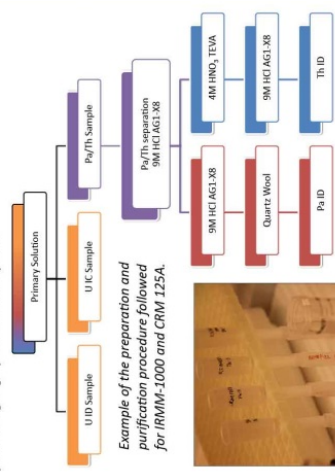 Primary Solution
U ID Sample
U IC Sample
Pa/Th Sample
Pa/Th separation
9M HCl AG1-X8
9M HCl AG1-X8
4M HNO₃ TEVA
Quartz Wool
9M HCl AG1-X8
Pa ID
Th ID
Example of the preparation and
purification procedure followed
for IRMM-1000 and CRM 125A.